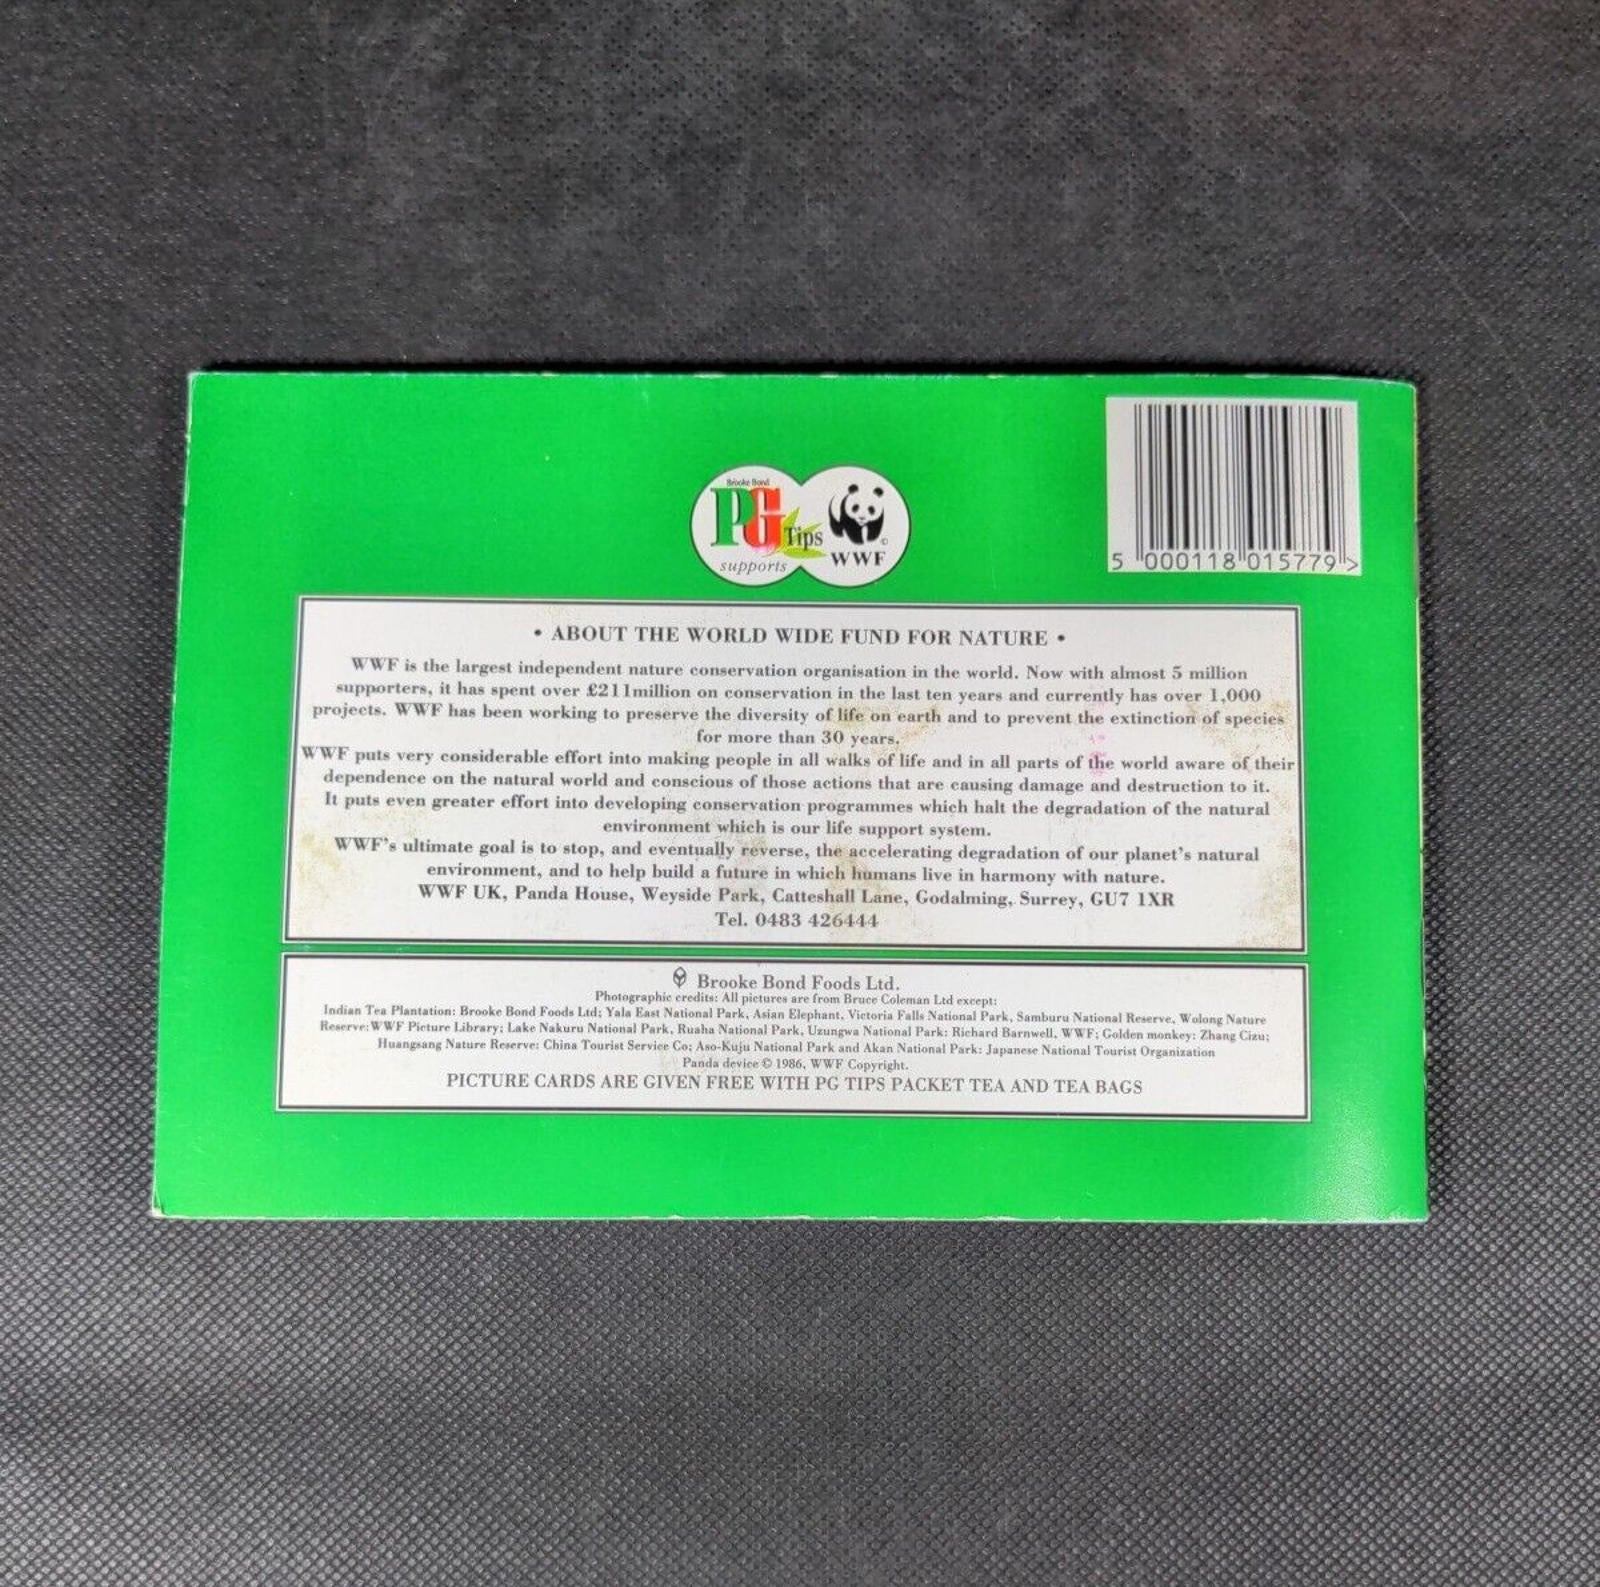 Brooke Bond
PG Tips
supports
WWF
5 000118 015779 >
• ABOUT THE WORLD WIDE FUND FOR NATURE •
WWF is the largest independent nature conservation organisation in the world. Now with almost 5 million
supporters, it has spent over £211million on conservation in the last ten years and currently has over 1,000
projects. WWF has been working to preserve the diversity of life on earth and to prevent the extinction of species
for more than 30 years.
WWF puts very considerable effort into making people in all walks of life and in all parts of the world aware of their
dependence on the natural world and conscious of those actions that are causing damage and destruction to it.
It puts even greater effort into developing conservation programmes which halt the degradation of the natural
environment which is our life support system.
WWF's ultimate goal is to stop, and eventually reverse, the accelerating degradation of our planet's natural
environment, and to help build a future in which humans live in harmony with nature.
WWF UK, Panda House, Weyside Park, Catteshall Lane, Godalming, Surrey, GU7 1XR
Tel. 0483 426444
Brooke Bond Foods Ltd.
Photographic credits: All pictures are from Bruce Coleman Ltd except:
Indian Tea Plantation: Brooke Bond Foods Ltd; Yala East National Park, Asian Elephant, Victoria Falls National Park, Samburu National Reserve, Wolong Nature
Reserve: WWF Picture Library; Lake Nakuru National Park, Ruaha National Park, Uzungwa National Park: Richard Barnwell, WWF; Golden monkey: Zhang Cizu;
Huangsang Nature Reserve: China Tourist Service Co; Aso-Kuju National Park and Akan National Park: Japanese National Tourist Organization
Panda device © 1986, WWF Copyright.
PICTURE CARDS ARE GIVEN FREE WITH PG TIPS PACKET TEA AND TEA BAGS